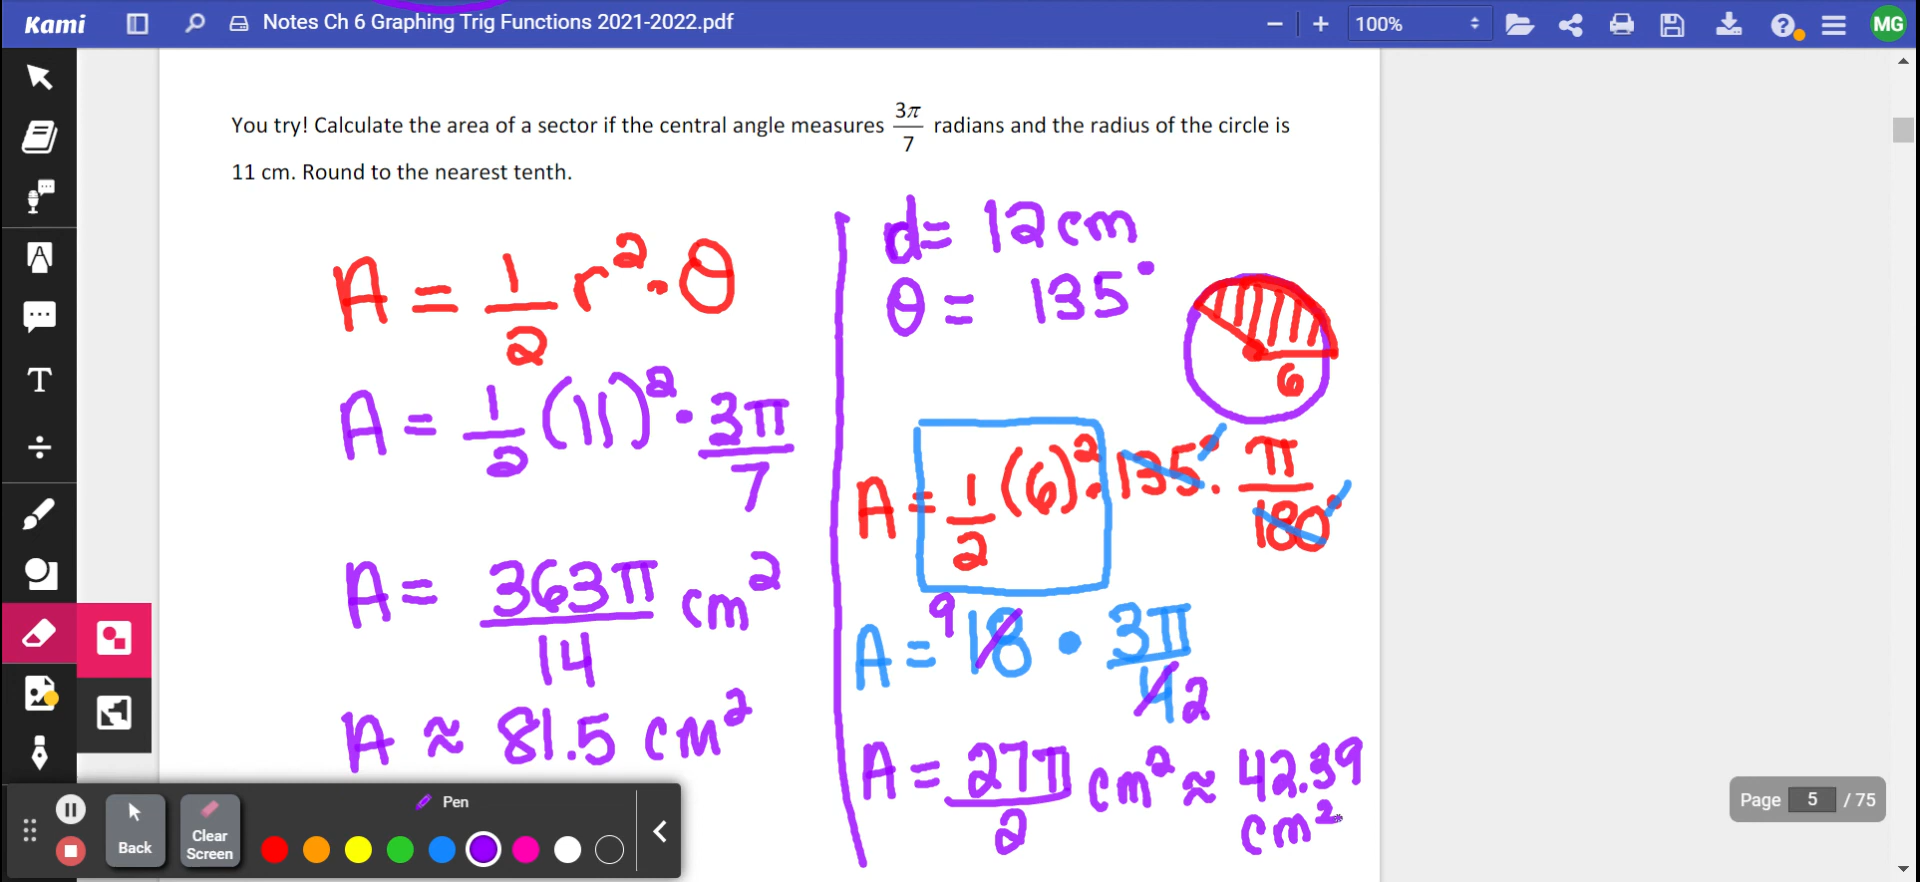 Kami Notes Ch 6 Graphing Trig Functions 2021-2022.pdf 100% MG
You try! Calculate the area of a sector if the central angle measures 3π/7 radians and the radius of the circle is
11 cm. Round to the nearest tenth.
A = 1/2 r² · θ
A = 1/2 (11)² · 3π/7
A = 363π/14 cm²
A ≈ 81.5 cm²
d = 12 cm
θ = 135°
6
A = 1/2 (6)² · 135° · π/180°
A = 9 18 · 3π/4 2
A = 27π/2 cm² ≈ 42.39
cm²
Pen
Back
Clear
Screen
Page 5 / 75